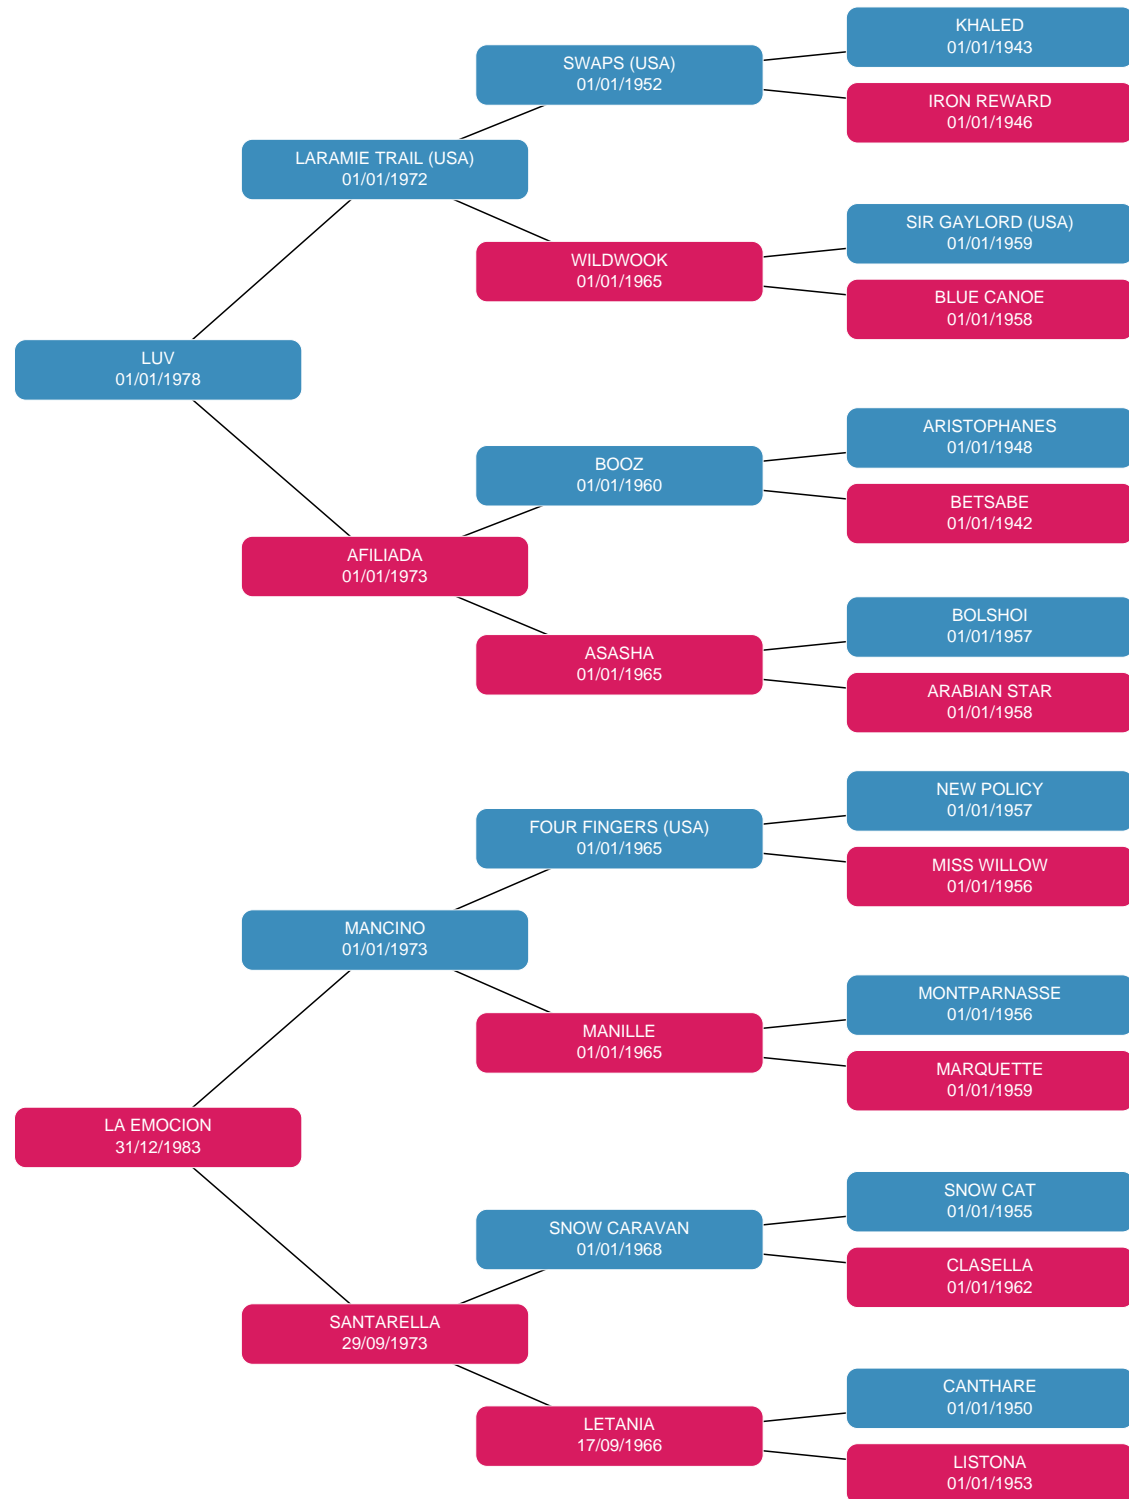 KHALED
01/01/1943
SWAPS (USA)
01/01/1952
IRON REWARD
01/01/1946
LARAMIE TRAIL (USA)
01/01/1972
SIR GAYLORD (USA)
01/01/1959
WILDWOOK
01/01/1965
BLUE CANOE
01/01/1958
LUV
01/01/1978
ARISTOPHANES
01/01/1948
BOOZ
01/01/1960
BETSABE
01/01/1942
AFILIADA
01/01/1973
BOLSHOI
01/01/1957
ASASHA
01/01/1965
ARABIAN STAR
01/01/1958
NEW POLICY
01/01/1957
FOUR FINGERS (USA)
01/01/1965
MISS WILLOW
01/01/1956
MANCINO
01/01/1973
MONTPARNASSE
01/01/1956
MANILLE
01/01/1965
MARQUETTE
01/01/1959
LA EMOCION
31/12/1983
SNOW CAT
01/01/1955
SNOW CARAVAN
01/01/1968
CLASELLA
01/01/1962
SANTARELLA
29/09/1973
CANTHARE
01/01/1950
LETANIA
17/09/1966
LISTONA
01/01/1953